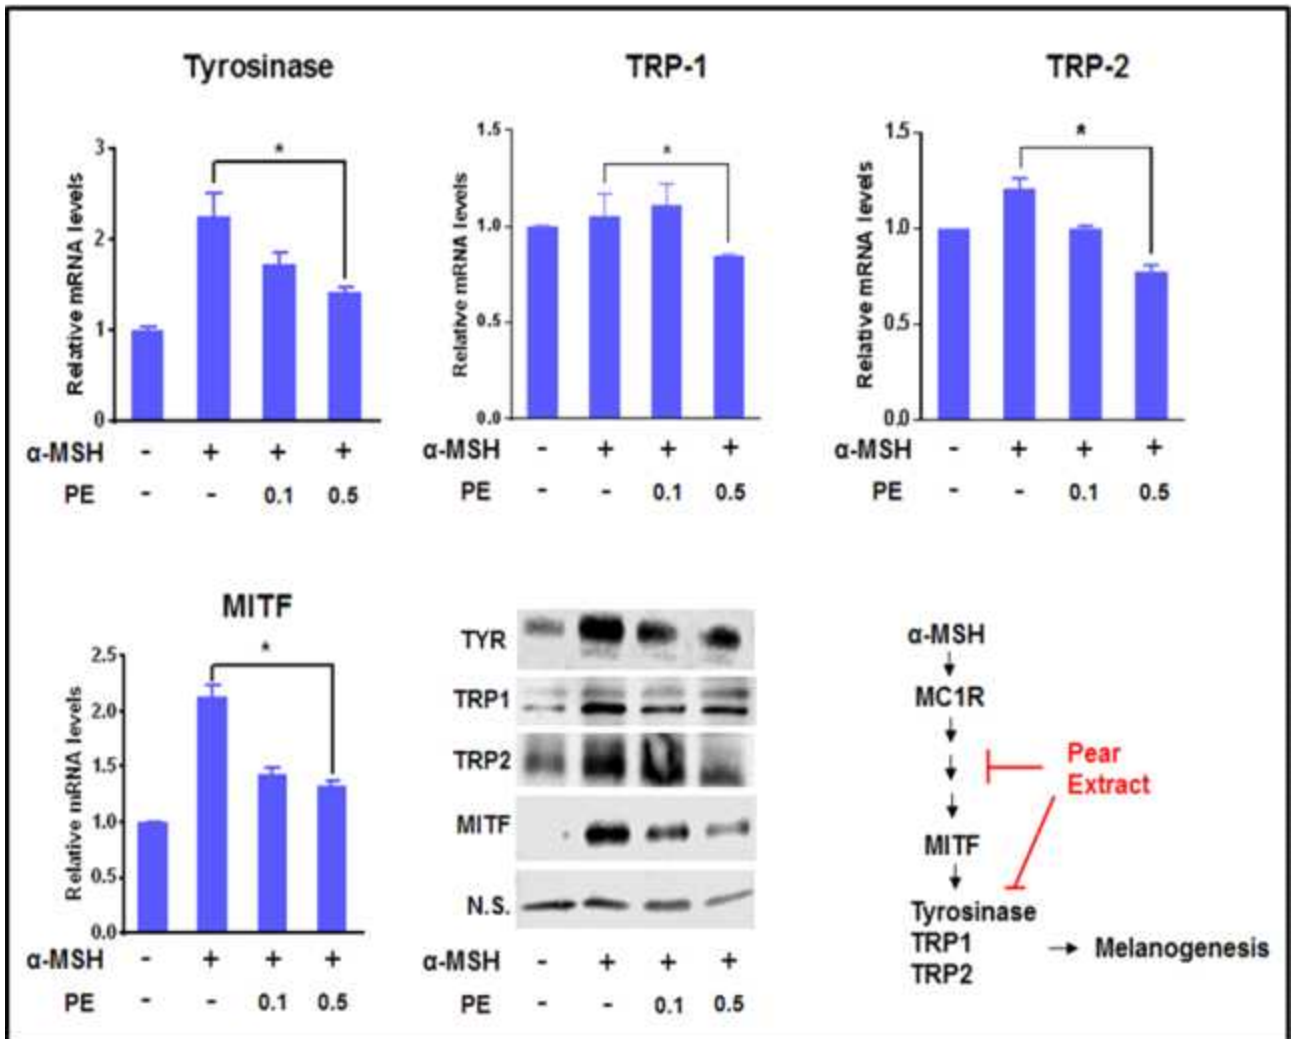 Tyrosinase
Relative mRNA levels
3
2
1
0
*
α-MSH - + + +
PE - - 0.1 0.5
TRP-1
Relative mRNA levels
1.5
1.0
0.5
0.0
*
α-MSH - + + +
PE - - 0.1 0.5
TRP-2
Relative mRNA levels
1.5
1.0
0.5
0.0
*
α-MSH - + + +
PE - - 0.1 0.5
MITF
Relative mRNA levels
2.5
2.0
1.5
1.0
0.5
0.0
*
α-MSH - + + +
PE - - 0.1 0.5
TYR
TRP1
TRP2
MITF
N.S.
α-MSH - + + +
PE - - 0.1 0.5
α-MSH
MC1R
Pear
Extract
MITF
Tyrosinase
TRP1
TRP2
Melanogenesis